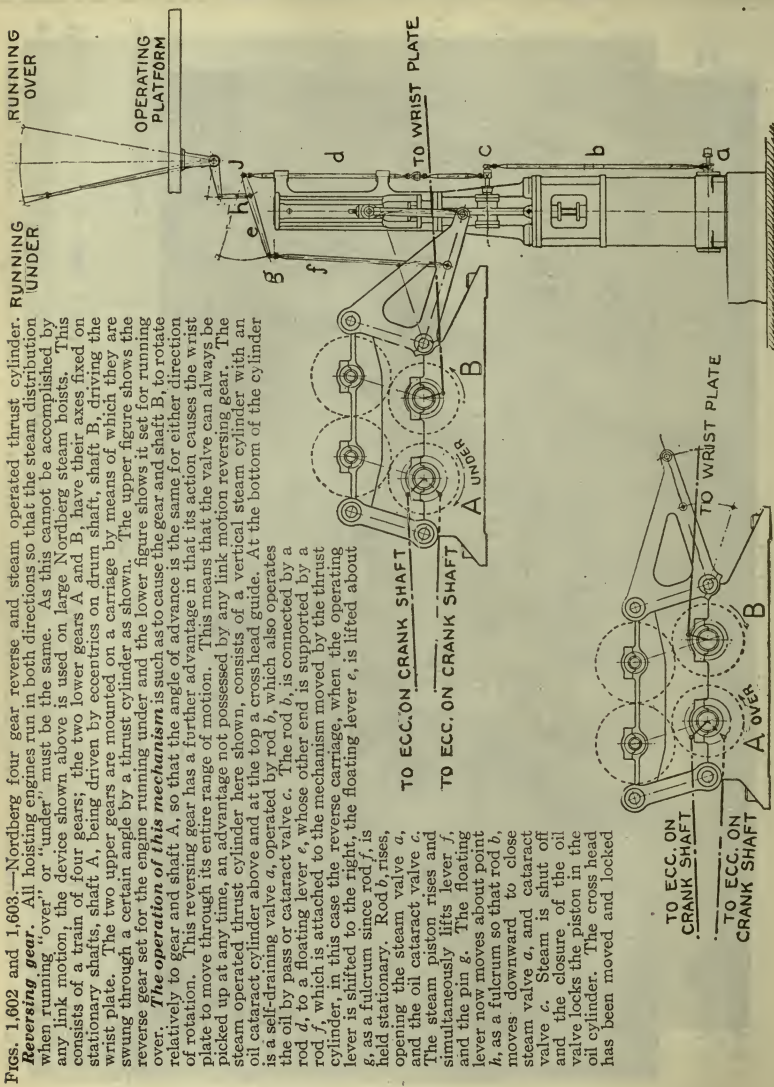 FIGS. 1,602 and 1,603.—Nordberg four gear reverse and steam operated thrust cylinder.
Reversing gear. All hoisting engines run in both directions so that the steam distribution
when running "over" or "under" must be the same. As this cannot be accomplished by
any link motion, the device shown above is used on large Nordberg steam hoists. This
consists of a train of four gears; the two lower gears A and B, have their axes fixed on
stationary shafts, shaft A, being driven by eccentrics on drum shaft, shaft B, driving the
wrist plate. The two upper gears are mounted on a carriage by means of which they are
swung through a certain angle by a thrust cylinder as shown. The upper figure shows the
reverse gear set for the engine running under and the lower figure shows it set for running
over. The operation of this mechanism is such as to cause the gear and shaft B, to rotate
relatively to gear and shaft A, so that the angle of advance is the same for either direction
of rotation. This reversing gear has a further advantage in that its action causes the wrist
plate to move through its entire range of motion. This means that the valve can always be
picked up at any time, an advantage not possessed by any link motion reversing gear. The
steam operated thrust cylinder here shown, consists of a vertical steam cylinder with an
oil cataract cylinder above and at the top a cross head guide. At the bottom of the cylinder
is a self-draining valve a, operated by rod b, which also operates
the oil by pass or cataract valve c. The rod b, is connected by a
rod d, to a floating lever e, whose other end is supported by a
rod f, which is attached to the mechanism moved by the thrust
cylinder, in this case the reverse carriage, when the operating
lever is shifted to the right, the floating lever e, is lifted about
g, as a fulcrum since rod f, is
held stationary. Rod b, rises,
opening the steam valve a,
and the oil cataract valve c.
The steam piston rises and
simultaneously lifts lever f,
and the pin g. The floating
lever now moves about point
h, as a fulcrum so that rod b,
moves downward to close
steam valve a, and cataract
valve c. Steam is shut off
and the closure of the oil
valve locks the piston in the
oil cylinder. The cross head
has been moved and locked
RUNNING
UNDER
RUNNING
OVER
OPERATING
PLATFORM
J
h
e
g
f
d
TO WRIST PLATE
c
b
a
TO ECC. ON CRANK SHAFT
TO ECC. ON CRANK SHAFT
A
UNDER
B
TO WRIST PLATE
TO ECC. ON
CRANK SHAFT
TO ECC. ON
CRANK SHAFT
A
OVER
B